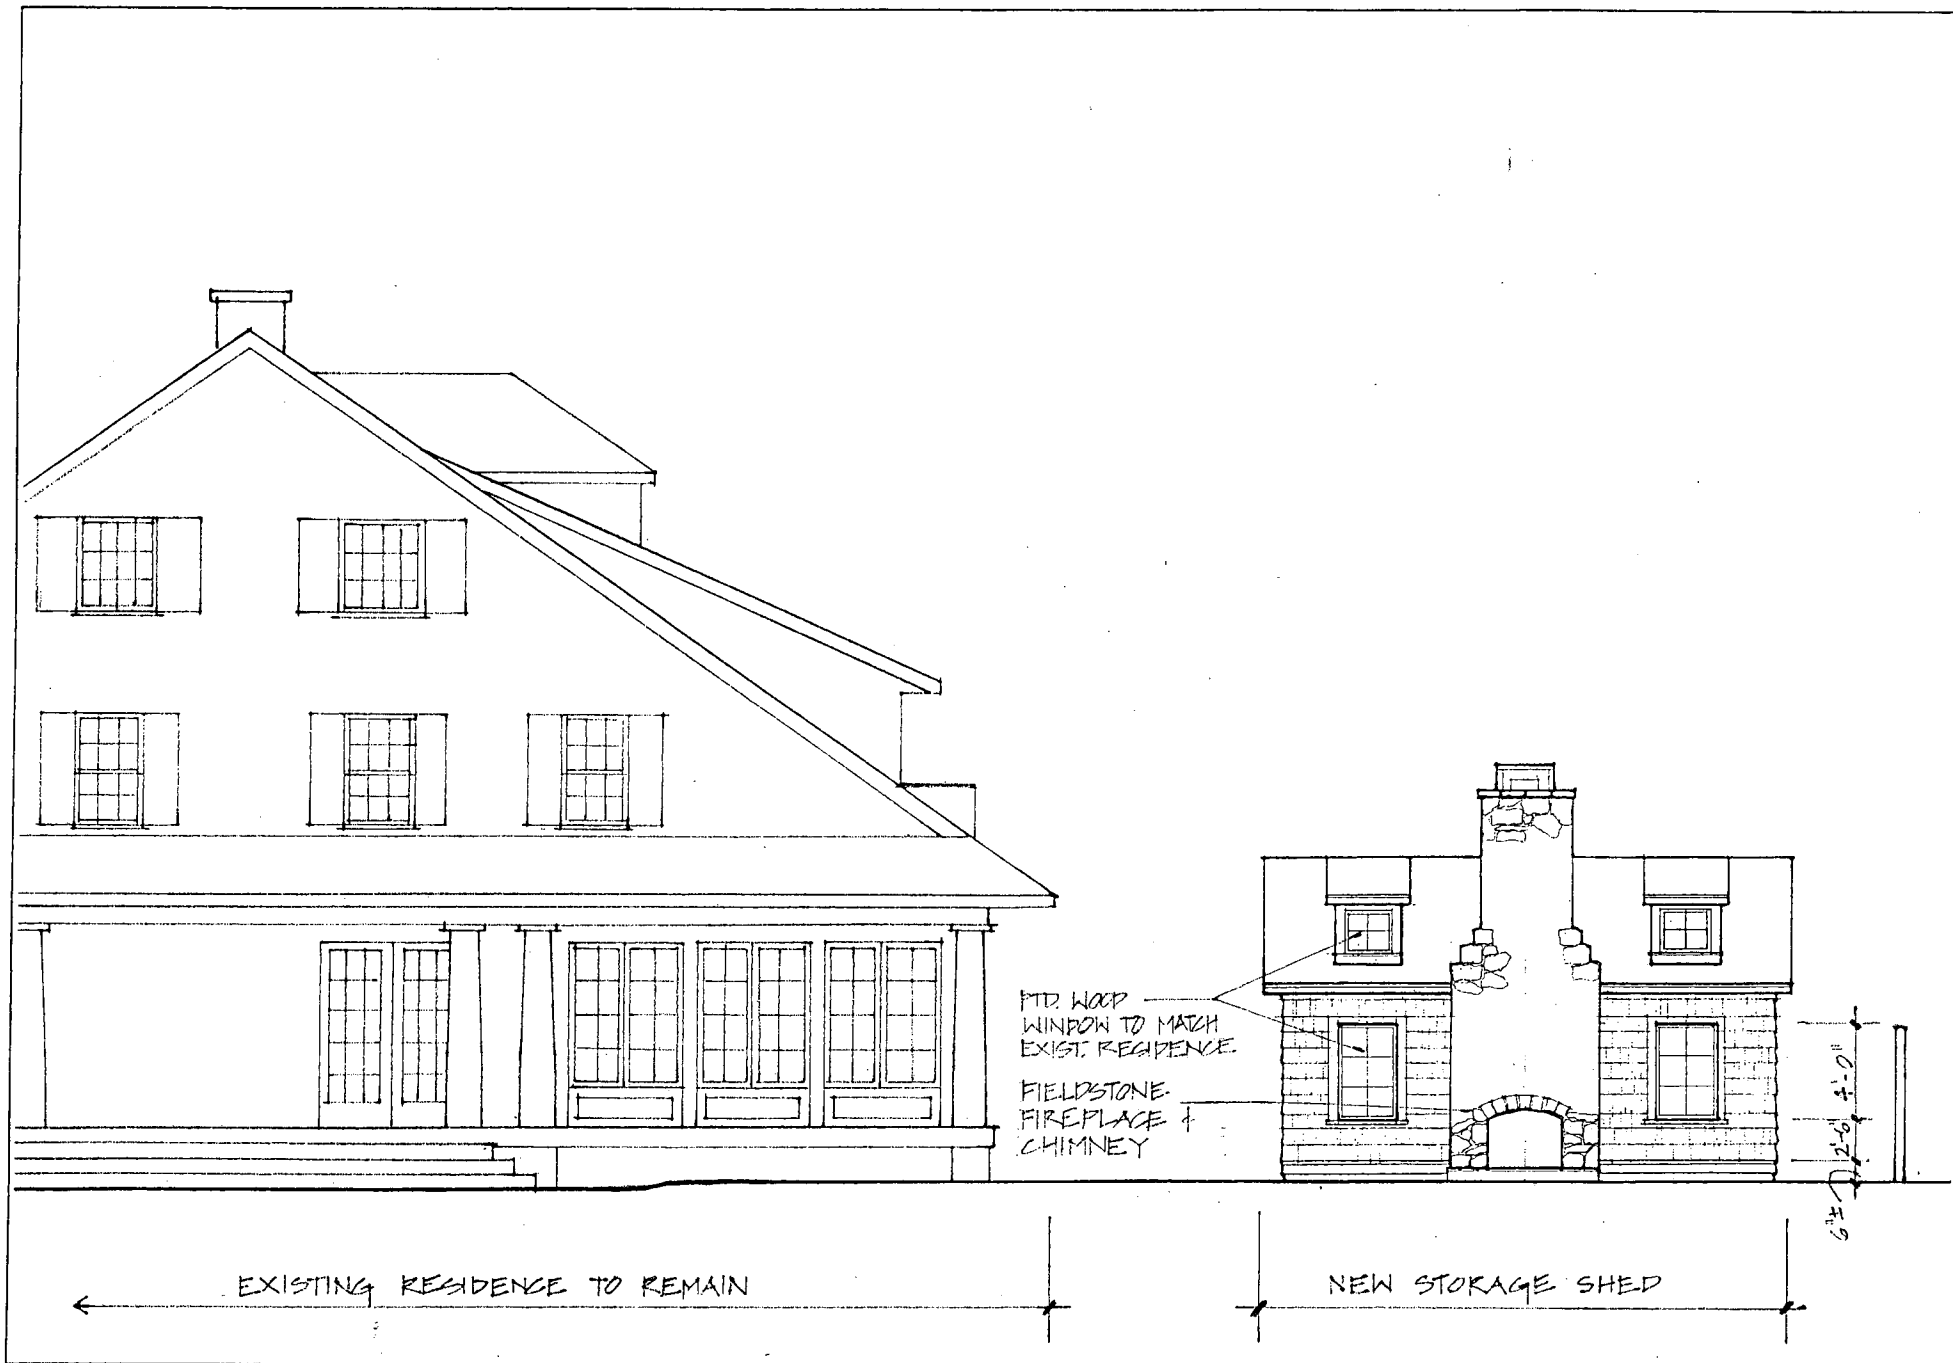 PTD. WOOD
WINDOW TO MATCH
EXIST. RESIDENCE.
FIELDSTONE
FIREPLACE &
CHIMNEY
4'-0"
2'-6"
6"±
EXISTING RESIDENCE TO REMAIN
NEW STORAGE SHED